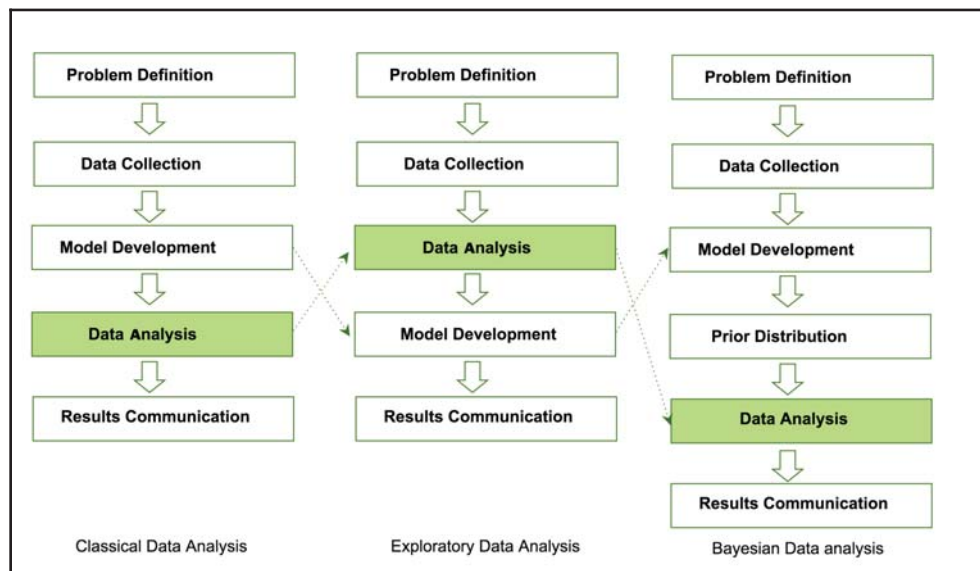 Problem Definition
Data Collection
Model Development
Data Analysis
Results Communication
Classical Data Analysis
Problem Definition
Data Collection
Data Analysis
Model Development
Results Communication
Exploratory Data Analysis
Problem Definition
Data Collection
Model Development
Prior Distribution
Data Analysis
Results Communication
Bayesian Data analysis